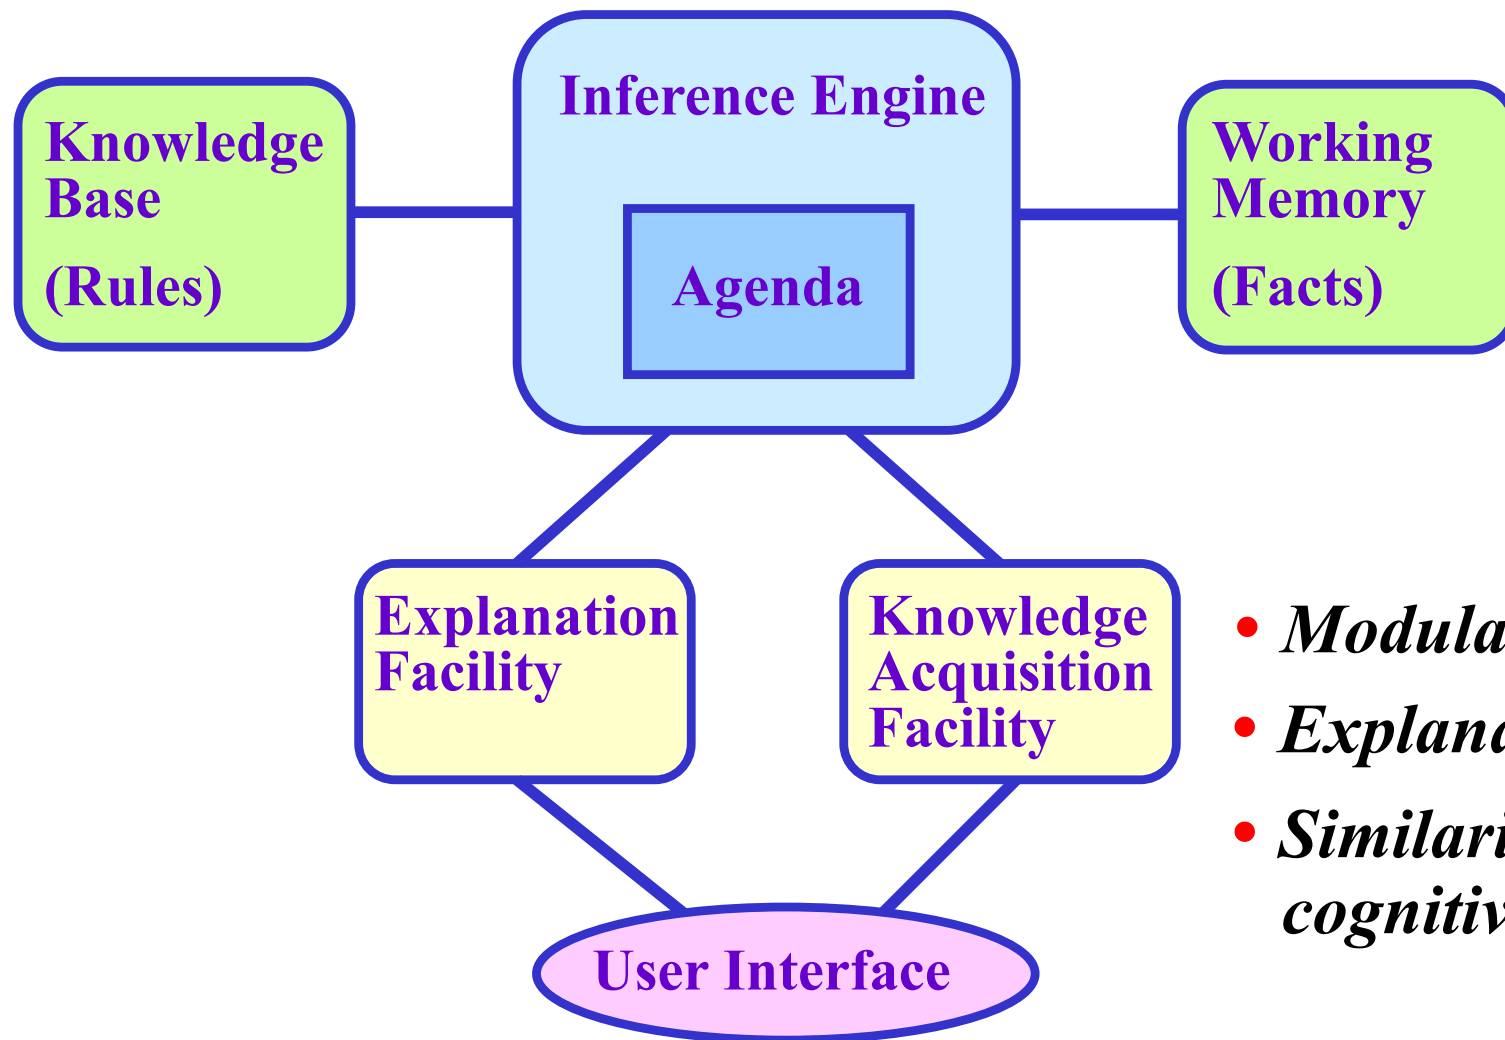 Inference Engine
Knowledge
Base
(Rules)
Agenda
Working
Memory
(Facts)
Explanation
Facility
Knowledge
Acquisition
Facility
User Interface
•
•
•